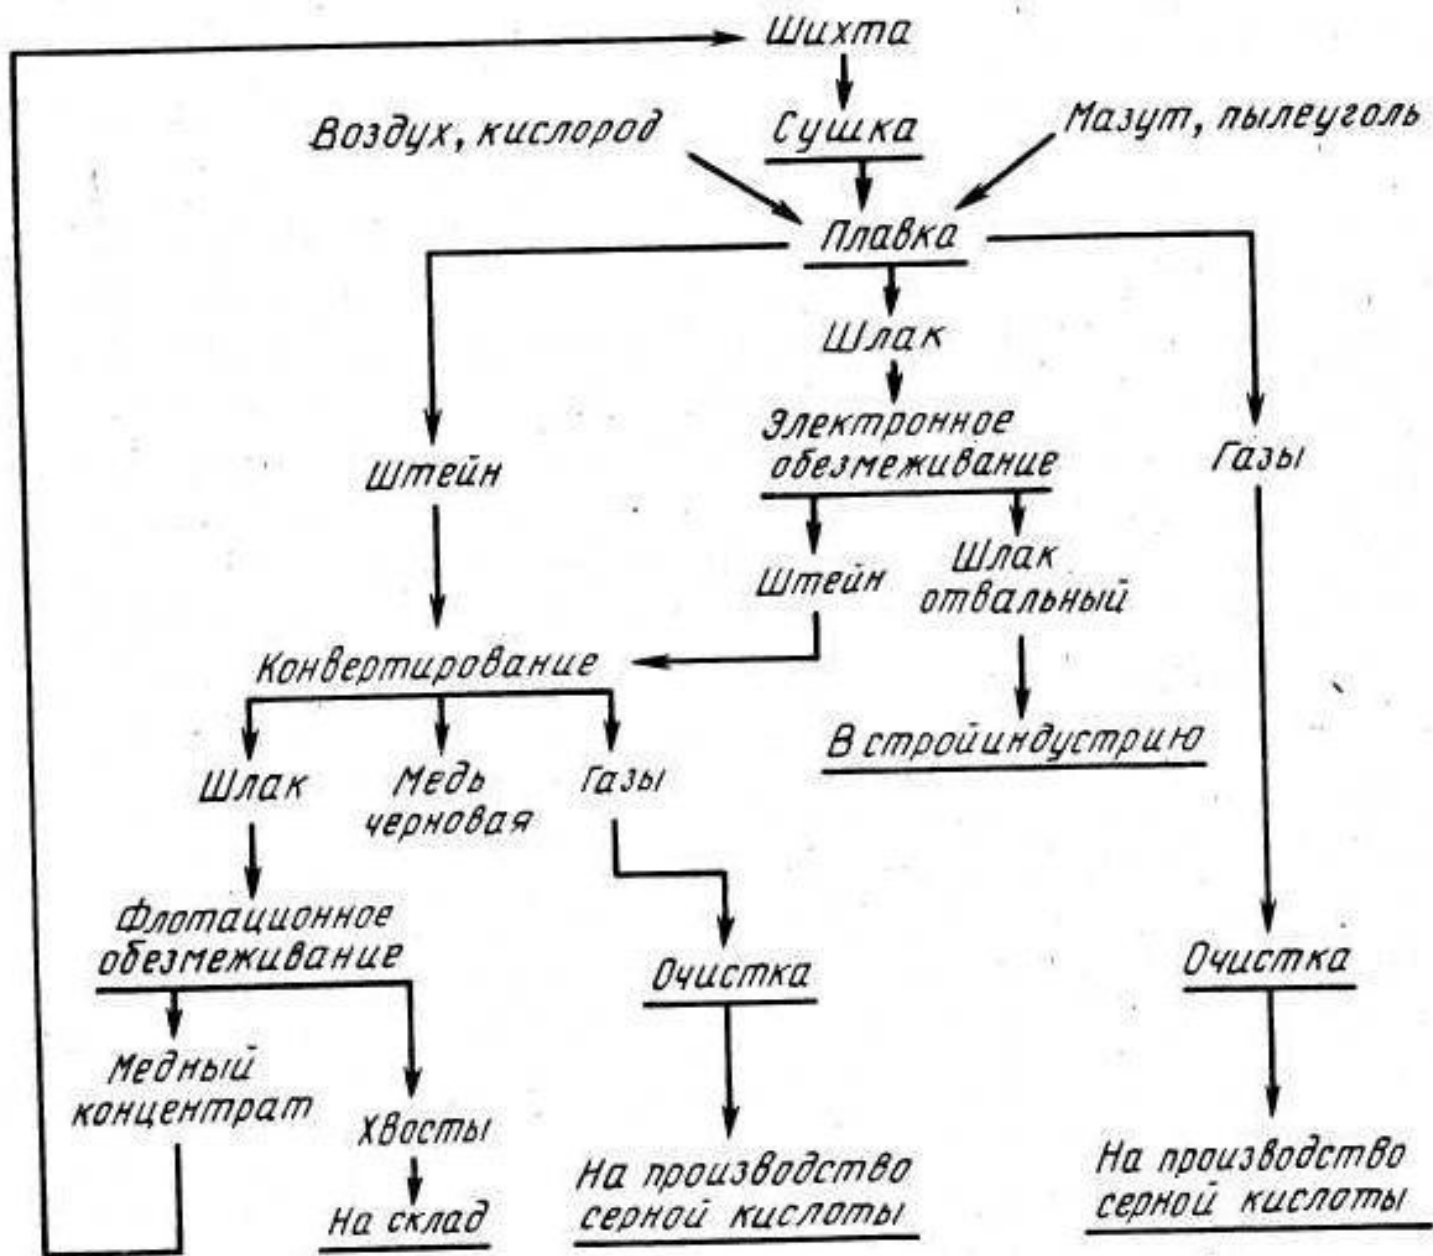 Шихта
Воздух, кислород
Сушка
Мазут, пылеуголь
Плавка
Шлак
Электронное
обезмеживание
Штейн
Газы
Штейн
Шлак
отвальный
Конвертирование
В стройиндустрию
Шлак
Медь
черновая
Газы
Флотационное
обезмеживание
Очистка
Очистка
Медный
концентрат
Хвосты
На склад
На производство
серной кислоты
На производство
серной кислоты